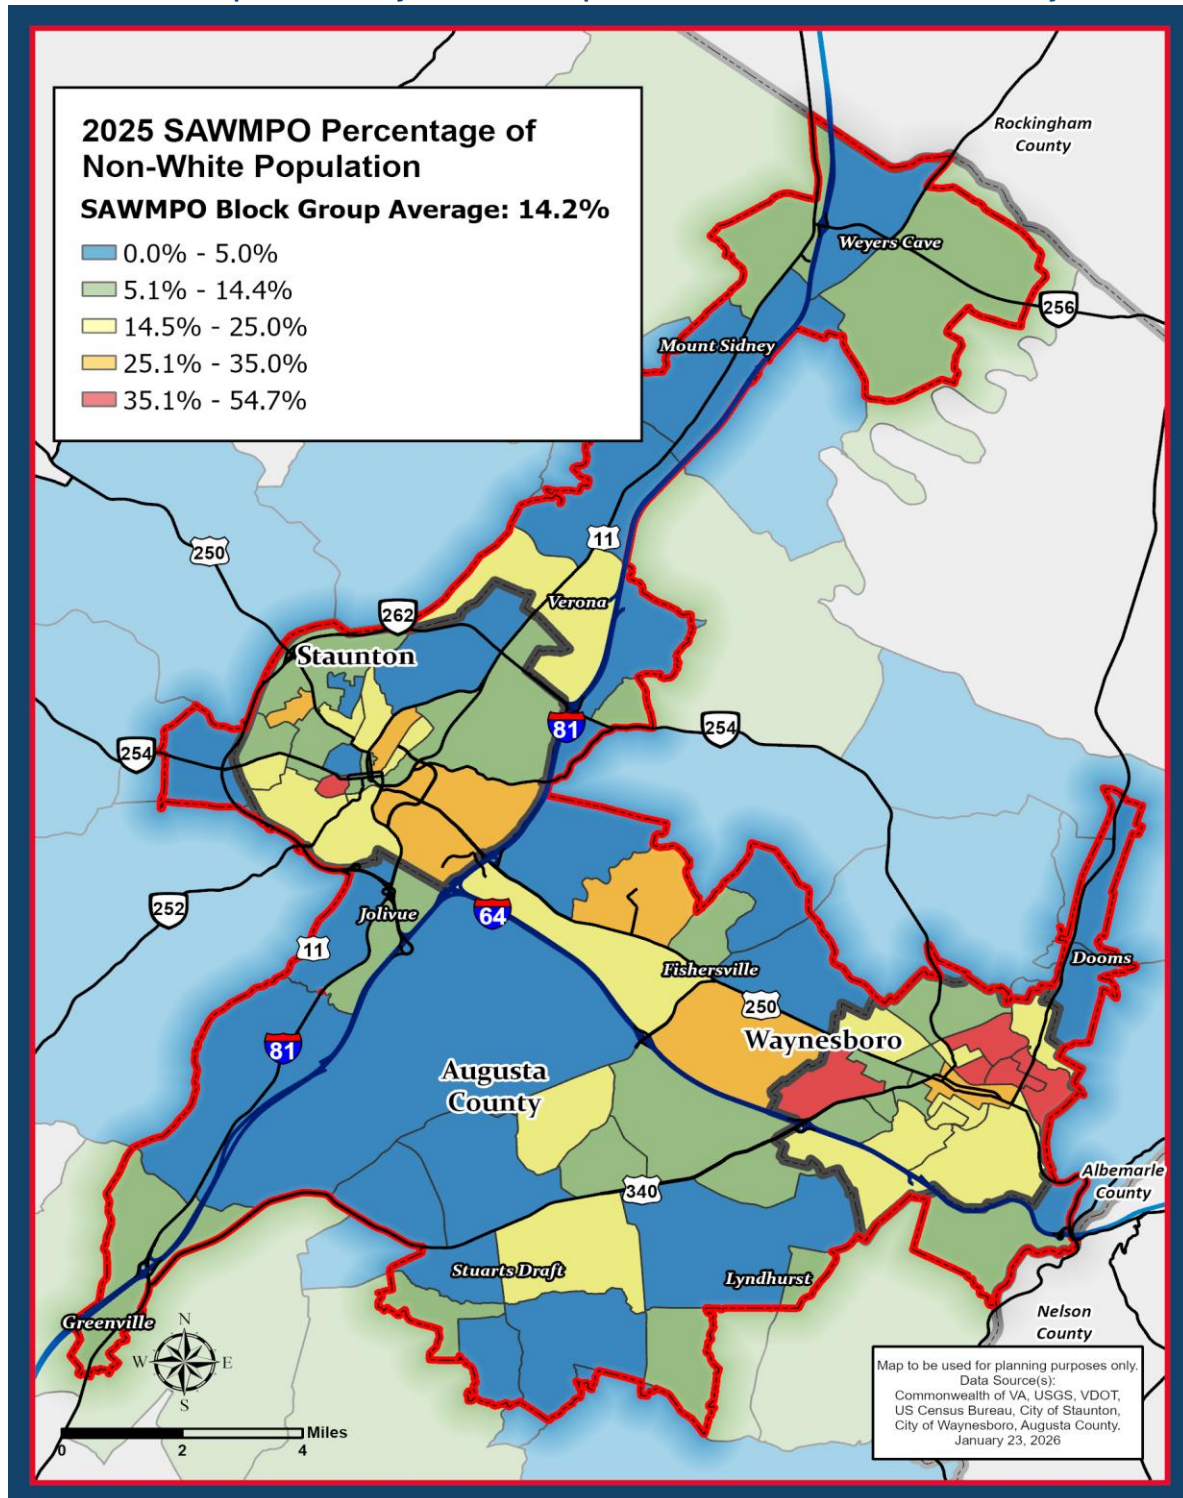 2025 SAWMPO Percentage of
Non-White Population
SAWMPO Block Group Average: 14.2%
0.0% - 5.0%
5.1% - 14.4%
14.5% - 25.0%
25.1% - 35.0%
35.1% - 54.7%
Rockingham
County
Weyers Cave
256
Mount Sidney
11
250
Verona
262
Staunton
81
254
254
252
Jolivue
64
11
Fishersville
Dooms
250
Waynesboro
81
Augusta
County
Albemarle
County
340
Stuarts Draft
Lyndhurst
Greenville
Nelson
County
N
W
E
S
Miles
0
2
4
Map to be used for planning purposes only.
Data Source(s):
Commonwealth of VA, USGS, VDOT,
US Census Bureau, City of Staunton,
City of Waynesboro, Augusta County.
January 23, 2026